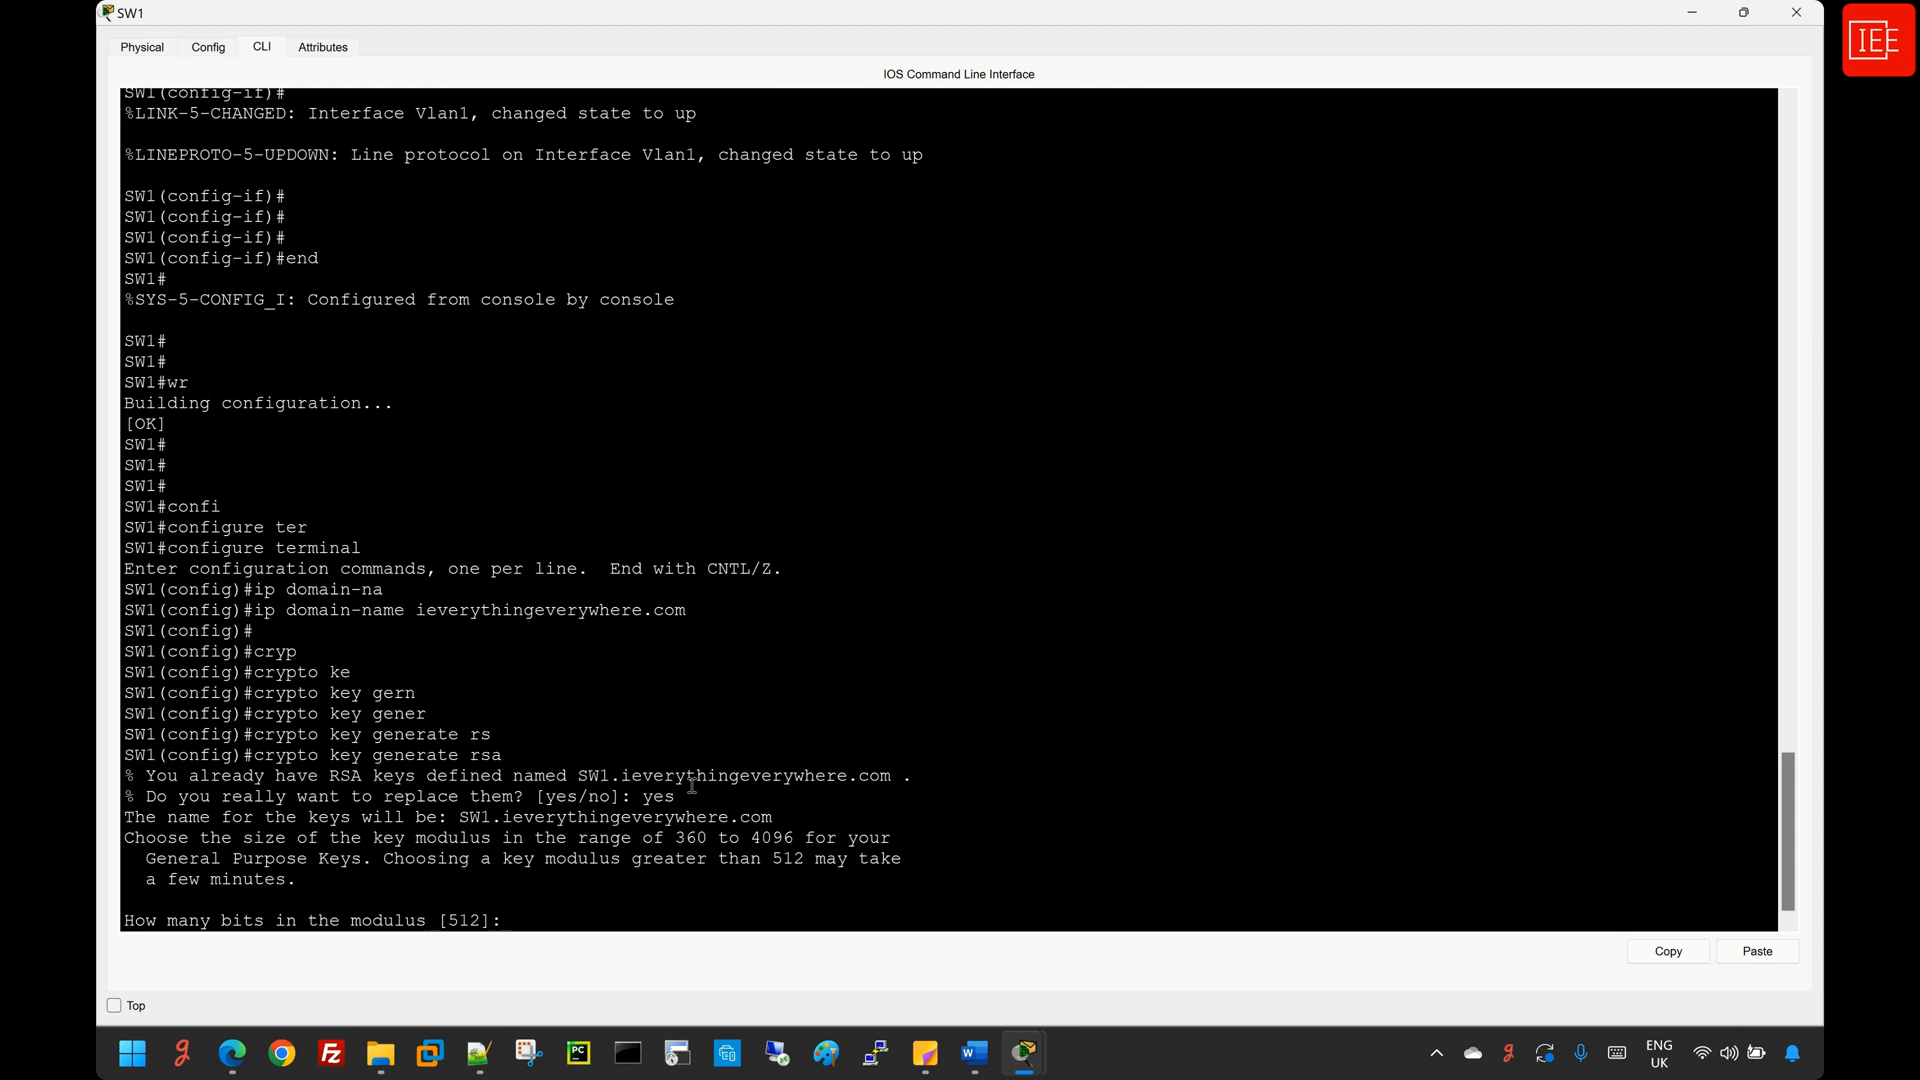 SW1
IEE
Physical Config CLI Attributes
IOS Command Line Interface
SW1(config-if)#
%LINK-5-CHANGED: Interface Vlan1, changed state to up
%LINEPROTO-5-UPDOWN: Line protocol on Interface Vlan1, changed state to up
SW1(config-if)#
SW1(config-if)#
SW1(config-if)#
SW1(config-if)#end
SW1#
%SYS-5-CONFIG_I: Configured from console by console
SW1#
SW1#
SW1#wr
Building configuration...
[OK]
SW1#
SW1#
SW1#
SW1#confi
SW1#configure ter
SW1#configure terminal
Enter configuration commands, one per line.  End with CNTL/Z.
SW1(config)#ip domain-na
SW1(config)#ip domain-name ieverythingeverywhere.com
SW1(config)#
SW1(config)#cryp
SW1(config)#crypto ke
SW1(config)#crypto key gern
SW1(config)#crypto key gener
SW1(config)#crypto key generate rs
SW1(config)#crypto key generate rsa
% You already have RSA keys defined named SW1.ieverythingeverywhere.com .
% Do you really want to replace them? [yes/no]: yes
The name for the keys will be: SW1.ieverythingeverywhere.com
Choose the size of the key modulus in the range of 360 to 4096 for your
General Purpose Keys. Choosing a key modulus greater than 512 may take
a few minutes.
How many bits in the modulus [512]:
Copy Paste
Top
g FZ PC W g ENG
UK